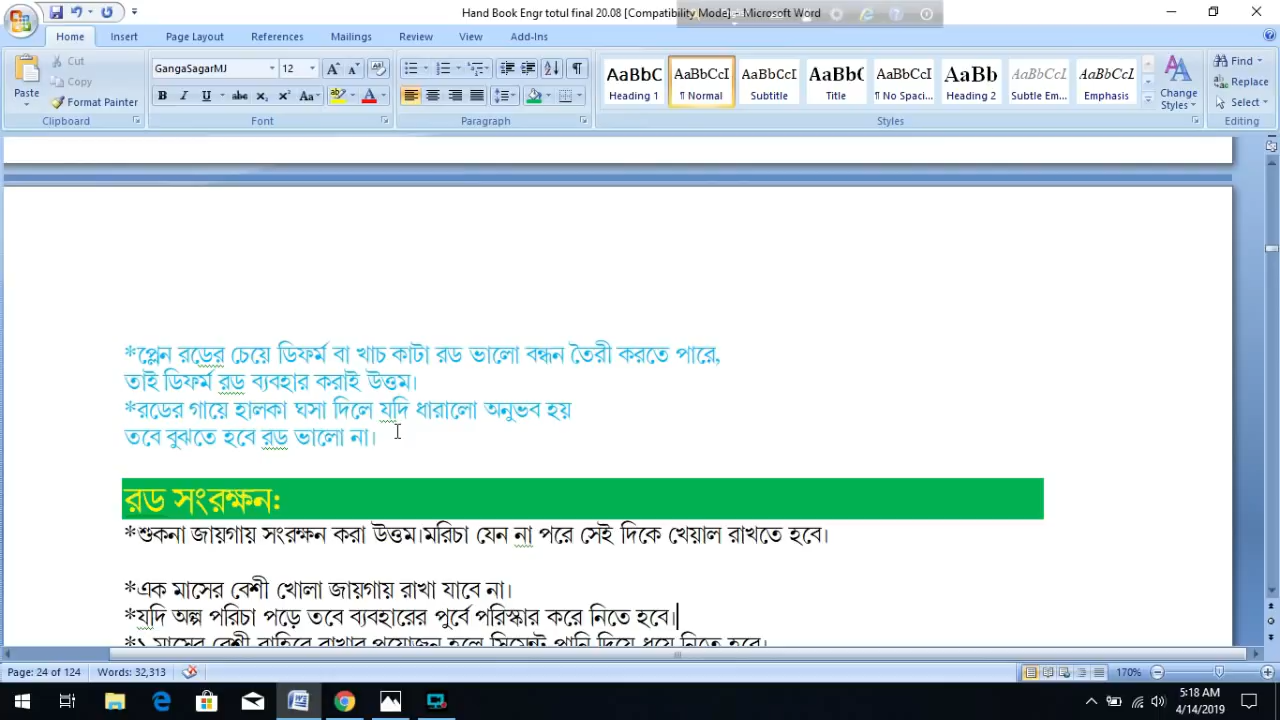 Hand Book Engr totul final 20.08 [Compatibility Mode] - Microsoft Word
Home Insert Page Layout References Mailings Review View Add-Ins
Paste
Cut
Copy
Format Painter
Clipboard
GangaSagarMJ 12
Font
Paragraph
AaBbC AaBbCcI AaBbCcI AaBb( AaBbCcI AaBb AaBbCcI AaBbCcI
Heading 1 ¶ Normal Subtitle Title ¶ No Spaci... Heading 2 Subtle Em... Emphasis
Change Styles
Styles
Find
Replace
Select
Editing
*প্লেন রডের চেয়ে ডিফর্ম বা খাচ কাটা রড ভালো বন্ধন তৈরী করতে পারে,
তাই ডিফর্ম রড ব্যবহার করাই উত্তম।
*রডের গায়ে হালকা ঘসা দিলে যদি ধারালো অনুভব হয়
তবে বুঝতে হবে রড ভালো না।
রড সংরক্ষন:
*শুকনা জায়গায় সংরক্ষন করা উত্তম।মরিচা যেন না পরে সেই দিকে খেয়াল রাখতে হবে।
*এক মাসের বেশী খোলা জায়গায় রাখা যাবে না।
*যদি অল্প পরিচা পড়ে তবে ব্যবহারের পুর্বে পরিস্কার করে নিতে হবে।
*১ মাসের বেশী বাহিরে রাখার প্রয়োজন হলে সিমেন্ট পানি দিয়ে ধুয়ে নিতে হবে।
Page: 24 of 124 Words: 32,313 170%
5:18 AM
4/14/2019